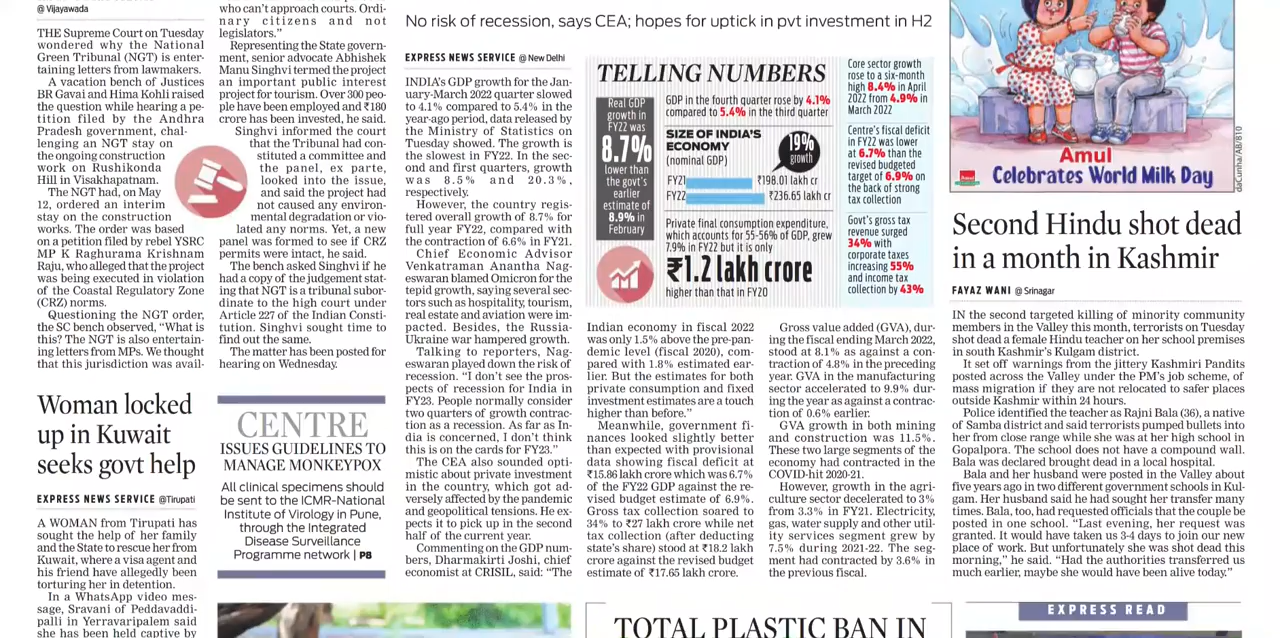 @ Vijayawada
THE Supreme Court on Tuesday
wondered why the National
Green Tribunal (NGT) is enter-
taining letters from lawmakers.
A vacation bench of Justices
BR Gavai and Hima Kohli raised
the question while hearing a pe-
tition filed by the Andhra
Pradesh government, chal-
lenging an NGT stay on
the ongoing construction
work on Rushikonda
Hill in Visakhapatnam.
The NGT had, on May
12, ordered an interim
stay on the construction
works. The order was based
on a petition filed by rebel YSRC
MP K Raghurama Krishnam
Raju, who alleged that the project
was being executed in violation
of the Coastal Regulatory Zone
(CRZ) norms.
Questioning the NGT order,
the SC bench observed, “What is
this? The NGT is also entertain-
ing letters from MPs. We thought
that this jurisdiction was avail-
who can’t approach courts. Ordi-
nary citizens and not
legislators.”
Representing the State govern-
ment, senior advocate Abhishek
Manu Singhvi termed the project
an important public interest
project for tourism. Over 300 peo-
ple have been employed and ₹180
crore has been invested, he said.
Singhvi informed the court
that the Tribunal had con-
stituted a committee and
the panel, ex parte,
looked into the issue,
and said the project had
not caused any environ-
mental degradation or vio-
lated any norms. Yet, a new
panel was formed to see if CRZ
permits were intact, he said.
The bench asked Singhvi if he
had a copy of the judgement stat-
ing that NGT is a tribunal subor-
dinate to the high court under
Article 227 of the Indian Consti-
tution. Singhvi sought time to
find out the same.
The matter has been posted for
hearing on Wednesday.
Woman locked
up in Kuwait
seeks govt help
EXPRESS NEWS SERVICE @Tirupati
A WOMAN from Tirupati has
sought the help of her family
and the State to rescue her from
Kuwait, where a visa agent and
his friend have allegedly been
torturing her in detention.
In a WhatsApp video mes-
sage, Sravani of Peddavaddi-
palli in Yerravaripalem said
she has been held captive by
CENTRE
ISSUES GUIDELINES TO
MANAGE MONKEYPOX
All clinical specimens should
be sent to the ICMR-National
Institute of Virology in Pune,
through the Integrated
Disease Surveillance
Programme network | P8
No risk of recession, says CEA; hopes for uptick in pvt investment in H2
EXPRESS NEWS SERVICE @ New Delhi
INDIA’S GDP growth for the Jan-
uary-March 2022 quarter slowed
to 4.1% compared to 5.4% in the
year-ago period, data released by
the Ministry of Statistics on
Tuesday showed. The growth is
the slowest in FY22. In the sec-
ond and first quarters, growth
was 8.5% and 20.3%,
respectively.
However, the country regis-
tered overall growth of 8.7% for
full year FY22, compared with
the contraction of 6.6% in FY21.
Chief Economic Advisor
Venkatraman Anantha Nag-
eswaran blamed Omicron for the
tepid growth, saying several sec-
tors such as hospitality, tourism,
real estate and aviation were im-
pacted. Besides, the Russia-
Ukraine war hampered growth.
Talking to reporters, Nag-
eswaran played down the risk of
recession. “I don’t see the pros-
pects of recession for India in
FY23. People normally consider
two quarters of growth contrac-
tion as a recession. As far as In-
dia is concerned, I don’t think
this is on the cards for FY23.”
The CEA also sounded opti-
mistic about private investment
in the country, which got ad-
versely affected by the pandemic
and geopolitical tensions. He ex-
pects it to pick up in the second
half of the current year.
Commenting on the GDP num-
bers, Dharmakirti Joshi, chief
economist at CRISIL, said: “The
TELLING NUMBERS
Real GDP
growth in
FY22 was
8.7%
lower than
the govt’s
earlier
estimate of
8.9% in
February
GDP in the fourth quarter rose by 4.1%
compared to 5.4% in the third quarter
SIZE OF INDIA’S
ECONOMY
(nominal GDP)
19%
growth
FY21 ₹198.01 lakh cr
FY22 ₹236.65 lakh cr
Private final consumption expenditure,
which accounts for 55-56% of GDP, grew
7.9% in FY22 but it is only
₹1.2 lakh crore
higher than that in FY20
Core sector growth
rose to a six-month
high 8.4% in April
2022 from 4.9% in
March 2022
Centre’s fiscal deficit
in FY22 was lower
at 6.7% than the
revised budgeted
target of 6.9% on
the back of strong
tax collection
Govt’s gross tax
revenue surged
34% with
corporate taxes
increasing 55%
and income tax
collection by 43%
Indian economy in fiscal 2022
was only 1.5% above the pre-pan-
demic level (fiscal 2020), com-
pared with 1.8% estimated ear-
lier. But the estimates for both
private consumption and fixed
investment estimates are a touch
higher than before.”
Meanwhile, government fi-
nances looked slightly better
than expected with provisional
data showing fiscal deficit at
₹15.86 lakh crore which was 6.7%
of the FY22 GDP against the re-
vised budget estimate of 6.9%.
Gross tax collection soared to
34% to ₹27 lakh crore while net
tax collection (after deducting
state’s share) stood at ₹18.2 lakh
crore against the revised budget
estimate of ₹17.65 lakh crore.
Gross value added (GVA), dur-
ing the fiscal ending March 2022,
stood at 8.1% as against a con-
traction of 4.8% in the preceding
year. GVA in the manufacturing
sector accelerated to 9.9% dur-
ing the year as against a contrac-
tion of 0.6% earlier.
GVA growth in both mining
and construction was 11.5%.
These two large segments of the
economy had contracted in the
COVID-hit 2020-21.
However, growth in the agri-
culture sector decelerated to 3%
from 3.3% in FY21. Electricity,
gas, water supply and other util-
ity services segment grew by
7.5% during 2021-22. The seg-
ment had contracted by 3.6% in
the previous fiscal.
TOTAL PLASTIC BAN IN
Amul
Celebrates World Milk Day
daCunha/AB/810
Second Hindu shot dead
in a month in Kashmir
FAYAZ WANI @ Srinagar
IN the second targeted killing of minority community
members in the Valley this month, terrorists on Tuesday
shot dead a female Hindu teacher on her school premises
in south Kashmir’s Kulgam district.
It set off warnings from the jittery Kashmiri Pandits
posted across the Valley under the PM’s job scheme, of
mass migration if they are not relocated to safer places
outside Kashmir within 24 hours.
Police identified the teacher as Rajni Bala (36), a native
of Samba district and said terrorists pumped bullets into
her from close range while she was at her high school in
Gopalpora. The school does not have a compound wall.
Bala was declared brought dead in a local hospital.
Bala and her husband were posted in the Valley about
five years ago in two different government schools in Kul-
gam. Her husband said he had sought her transfer many
times. Bala, too, had requested officials that the couple be
posted in one school. “Last evening, her request was
granted. It would have taken us 3-4 days to join our new
place of work. But unfortunately she was shot dead this
morning,” he said. “Had the authorities transferred us
much earlier, maybe she would have been alive today.”
EXPRESS READ